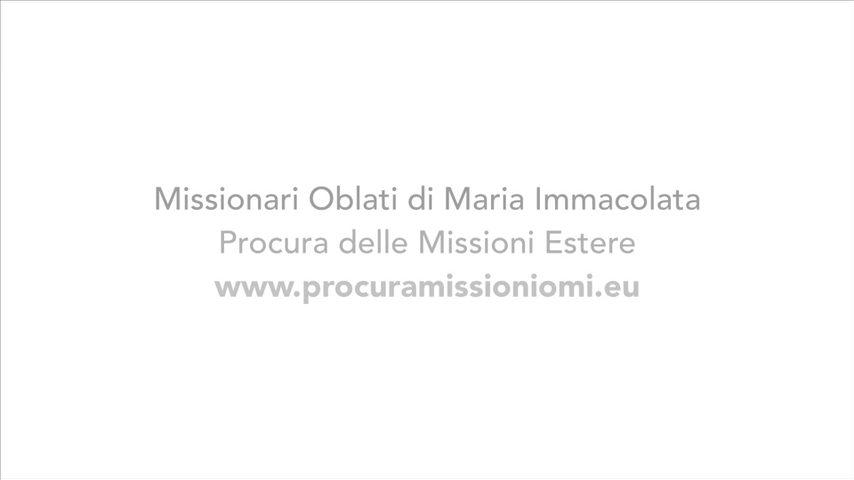 Missionari Oblati di Maria Immacolata
Procura delle Missioni Estere
www.procuramissioniomi.eu